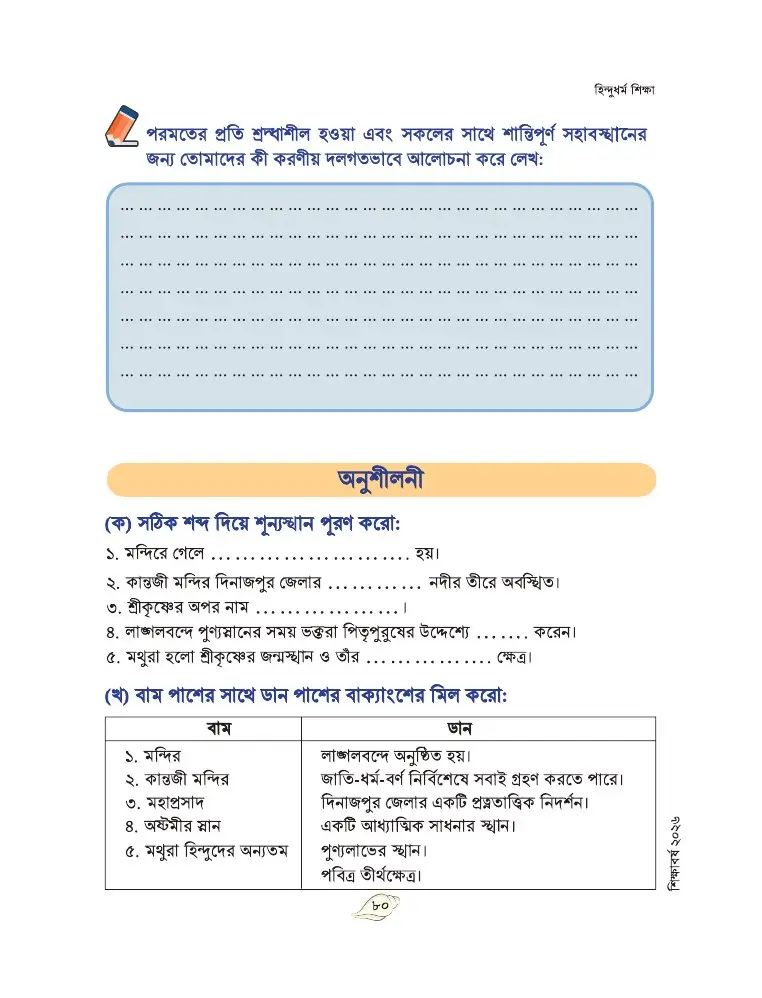 হিন্দুধর্ম শিক্ষা
পরমতের প্রতি শ্রদ্ধাশীল হওয়া এবং সকলের সাথে শান্তিপূর্ণ সহাবস্থানের
জন্য তোমাদের কী করণীয় দলগতভাবে আলোচনা করে লেখ:
... ... ... ... ... ... ... ... ... ... ... ... ... ... ... ... ... ... ... ... ... ... ... ... ... ... ... ...
... ... ... ... ... ... ... ... ... ... ... ... ... ... ... ... ... ... ... ... ... ... ... ... ... ... ... ...
... ... ... ... ... ... ... ... ... ... ... ... ... ... ... ... ... ... ... ... ... ... ... ... ... ... ... ...
... ... ... ... ... ... ... ... ... ... ... ... ... ... ... ... ... ... ... ... ... ... ... ... ... ... ... ...
... ... ... ... ... ... ... ... ... ... ... ... ... ... ... ... ... ... ... ... ... ... ... ... ... ... ... ...
... ... ... ... ... ... ... ... ... ... ... ... ... ... ... ... ... ... ... ... ... ... ... ... ... ... ... ...
... ... ... ... ... ... ... ... ... ... ... ... ... ... ... ... ... ... ... ... ... ... ... ... ... ... ... ...
অনুশীলনী
(ক) সঠিক শব্দ দিয়ে শূন্যস্থান পূরণ করো:
১. মন্দিরে গেলে ........................ হয়।
২. কান্তজী মন্দির দিনাজপুর জেলার ............ নদীর তীরে অবস্থিত।
৩. শ্রীকৃষ্ণের অপর নাম ..................।
৪. লাঙ্গলবন্দে পুণ্যস্নানের সময় ভক্তরা পিতৃপুরুষের উদ্দেশ্যে ....... করেন।
৫. মথুরা হলো শ্রীকৃষ্ণের জন্মস্থান ও তাঁর ................ ক্ষেত্র।
(খ) বাম পাশের সাথে ডান পাশের বাক্যাংশের মিল করো:
বাম ডান
১. মন্দির লাঙ্গলবন্দে অনুষ্ঠিত হয়।
২. কান্তজী মন্দির জাতি-ধর্ম-বর্ণ নির্বিশেষে সবাই গ্রহণ করতে পারে।
৩. মহাপ্রসাদ দিনাজপুর জেলার একটি প্রত্নতাত্ত্বিক নিদর্শন।
৪. অষ্টমীর স্নান একটি আধ্যাত্মিক সাধনার স্থান।
৫. মথুরা হিন্দুদের অন্যতম পুণ্যলাভের স্থান।
পবিত্র তীর্থক্ষেত্র।
শিক্ষাবর্ষ ২০২৬
৮০